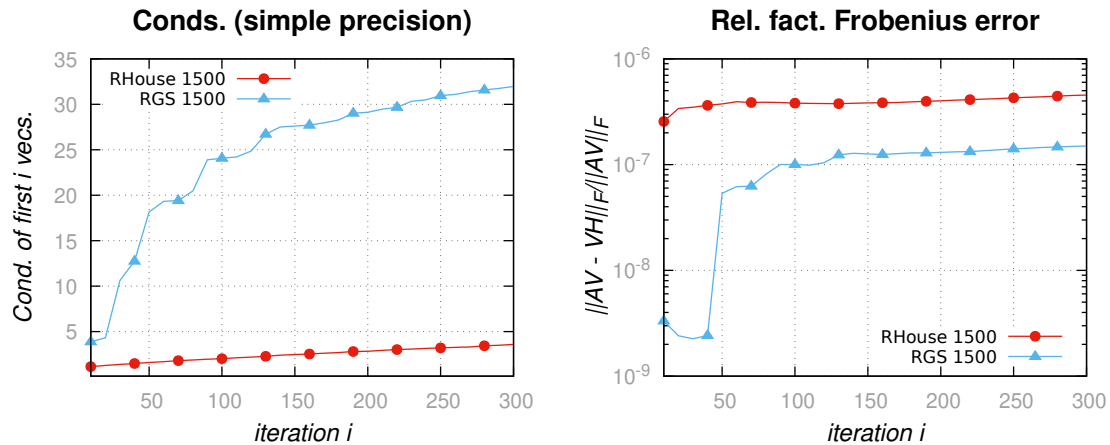 Conds. (simple precision)
Cond. of first i vecs.
35
30
25
20
15
10
5
RHouse 1500
RGS 1500
50
100
150
200
250
300
iteration i
Rel. fact. Frobenius error
||AV - VH||_F/||AV||_F
10^-6
10^-7
10^-8
10^-9
RHouse 1500
RGS 1500
50
100
150
200
250
300
iteration i